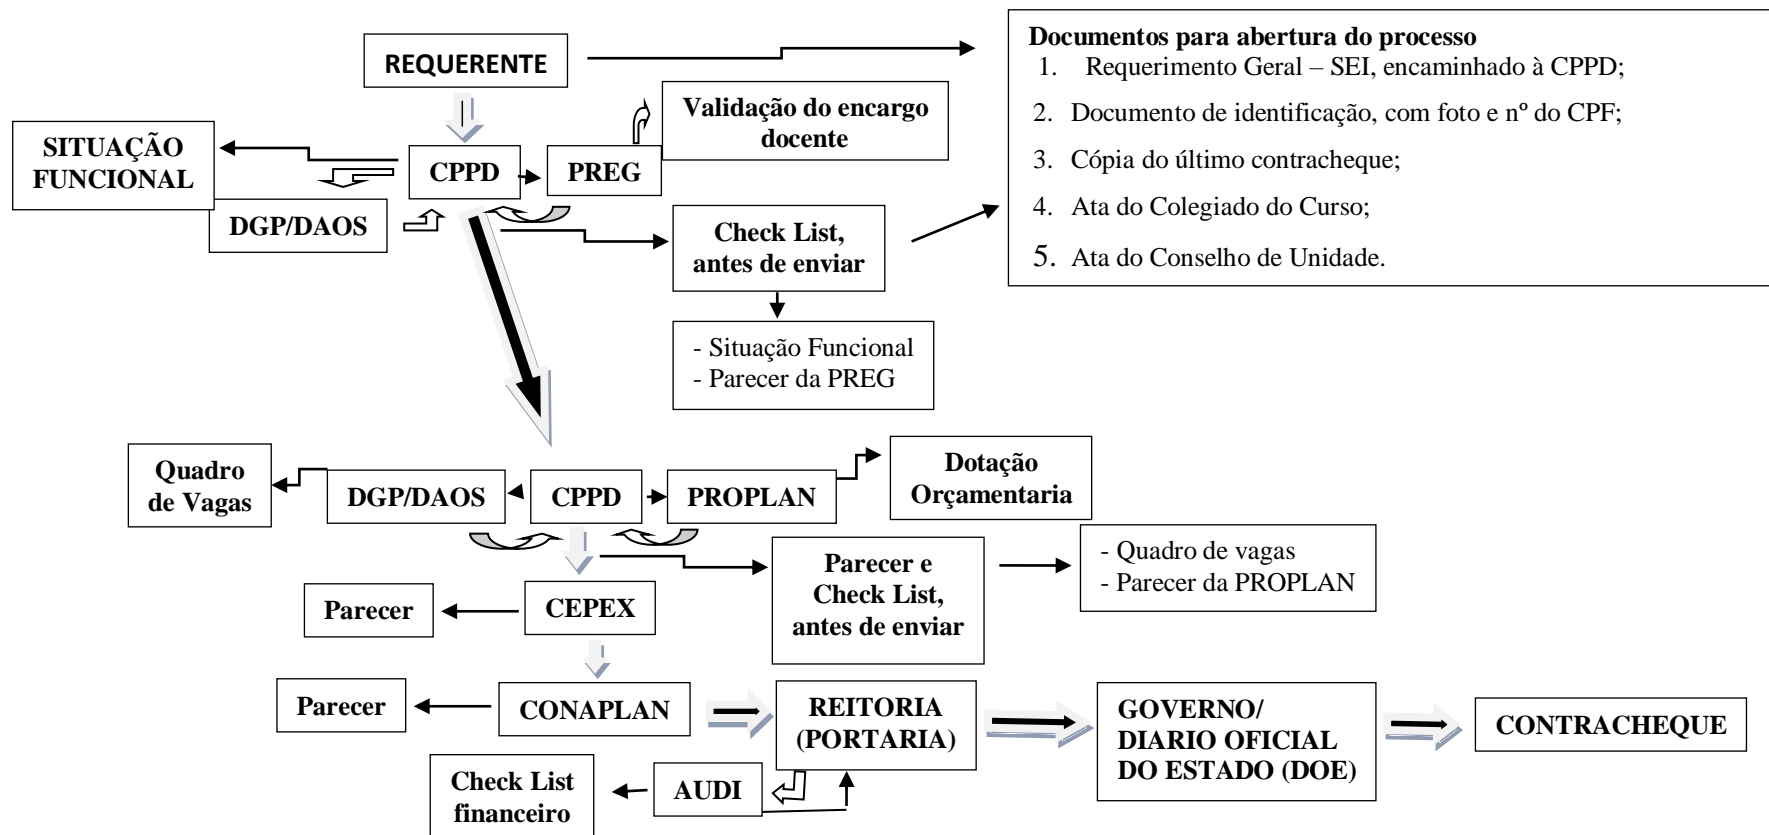 REQUERENTE
Documentos para abertura do processo
1. Requerimento Geral – SEI, encaminhado à CPPD;
2. Documento de identificação, com foto e nº do CPF;
3. Cópia do último contracheque;
4. Ata do Colegiado do Curso;
5. Ata do Conselho de Unidade.
Validação do encargo
docente
SITUAÇÃO
FUNCIONAL
CPPD
PREG
DGP/DAOS
Check List,
antes de enviar
- Situação Funcional
- Parecer da PREG
Quadro
de Vagas
DGP/DAOS
CPPD
PROPLAN
Dotação
Orçamentaria
Parecer e
Check List,
antes de enviar
- Quadro de vagas
- Parecer da PROPLAN
Parecer
CEPEX
Parecer
CONAPLAN
REITORIA
(PORTARIA)
GOVERNO/
DIARIO OFICIAL
DO ESTADO (DOE)
CONTRACHEQUE
Check List
financeiro
AUDI